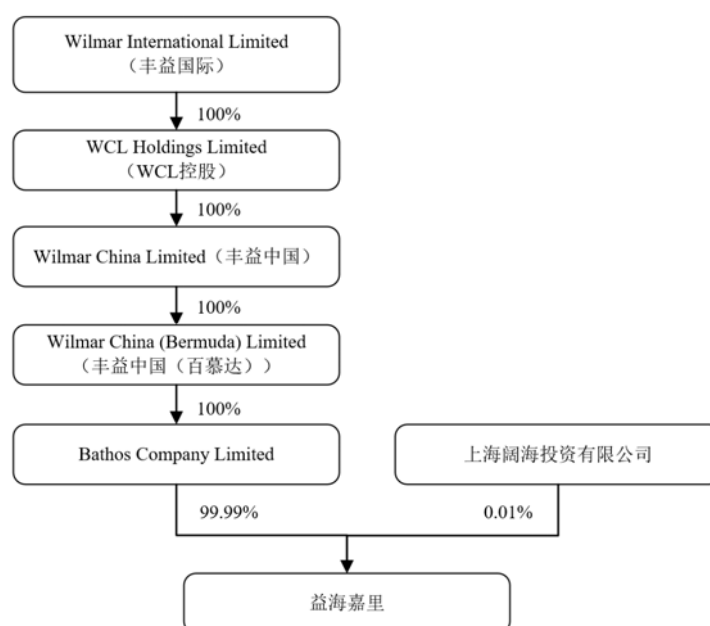 Wilmar International Limited
（丰益国际）
100%
WCL Holdings Limited
（WCL控股）
100%
Wilmar China Limited（丰益中国）
100%
Wilmar China (Bermuda) Limited
（丰益中国（百慕达））
100%
Bathos Company Limited
上海阔海投资有限公司
99.99%
0.01%
益海嘉里